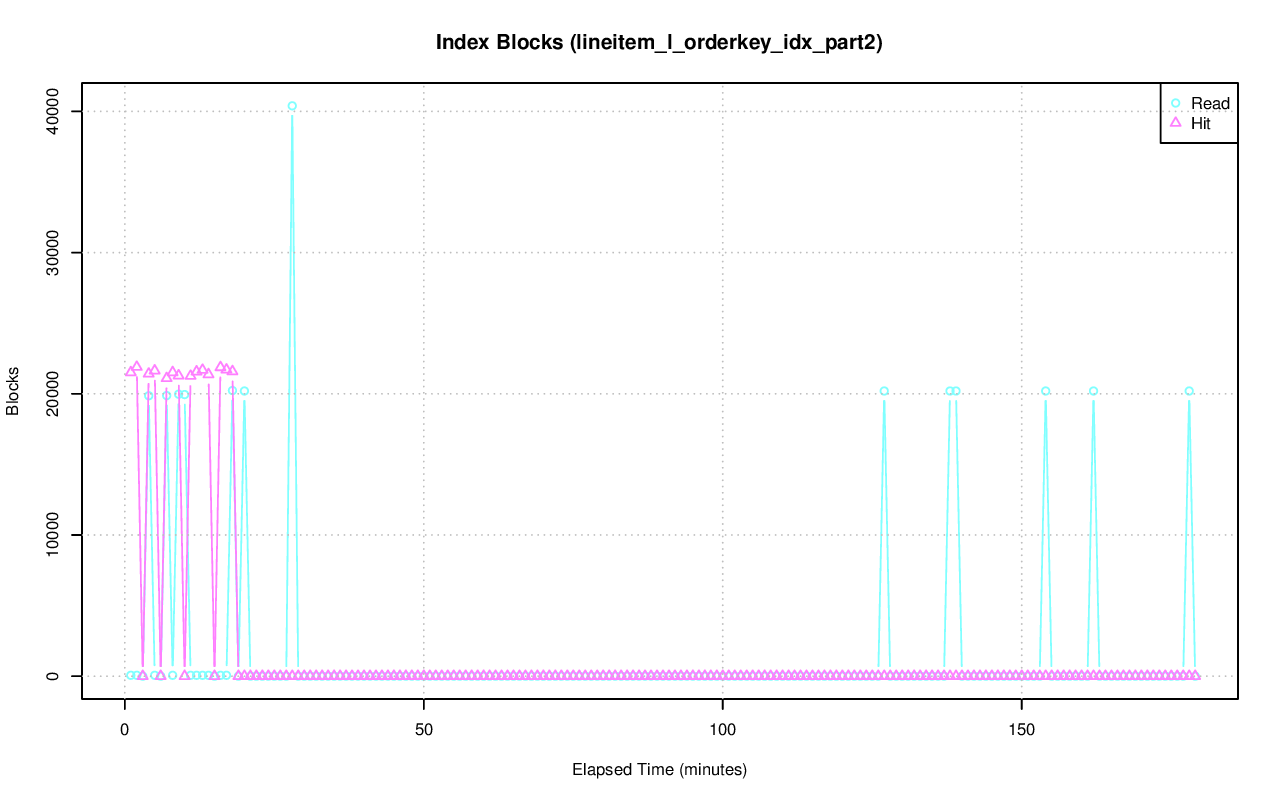 Index Blocks (lineitem_l_orderkey_idx_part2)
Read
Hit
40000
30000
20000
10000
0
Blocks
0 50 100 150
Elapsed Time (minutes)